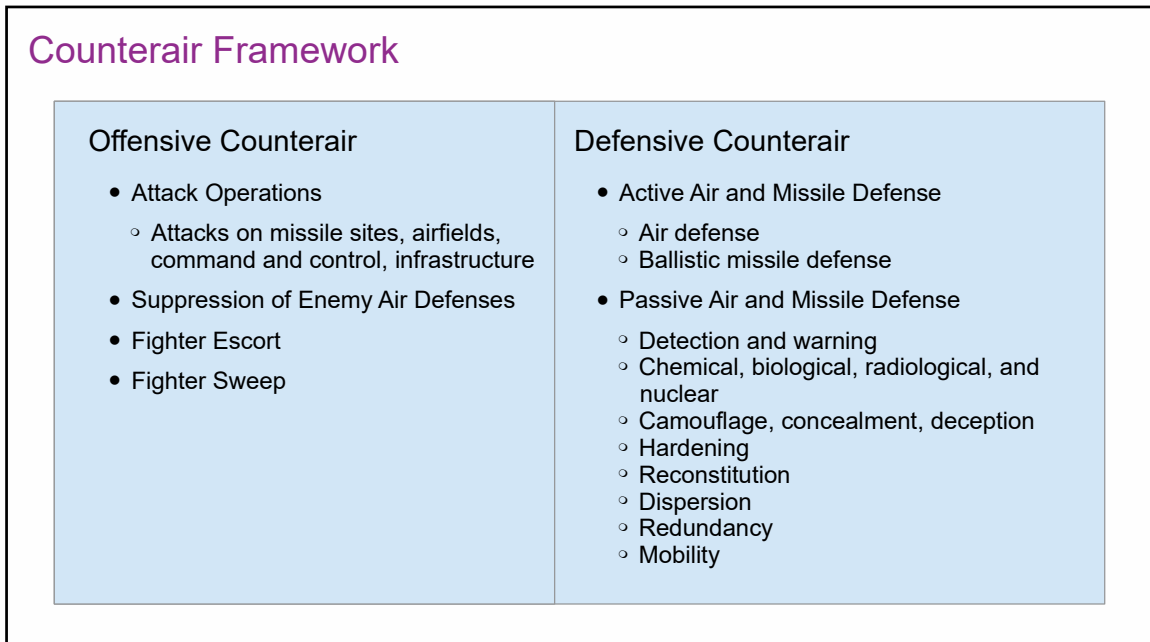 Counterair Framework
Offensive Counterair
• Attack Operations
◦ Attacks on missile sites, airfields,
command and control, infrastructure
• Suppression of Enemy Air Defenses
• Fighter Escort
• Fighter Sweep
Defensive Counterair
• Active Air and Missile Defense
◦ Air defense
◦ Ballistic missile defense
• Passive Air and Missile Defense
◦ Detection and warning
◦ Chemical, biological, radiological, and
nuclear
◦ Camouflage, concealment, deception
◦ Hardening
◦ Reconstitution
◦ Dispersion
◦ Redundancy
◦ Mobility